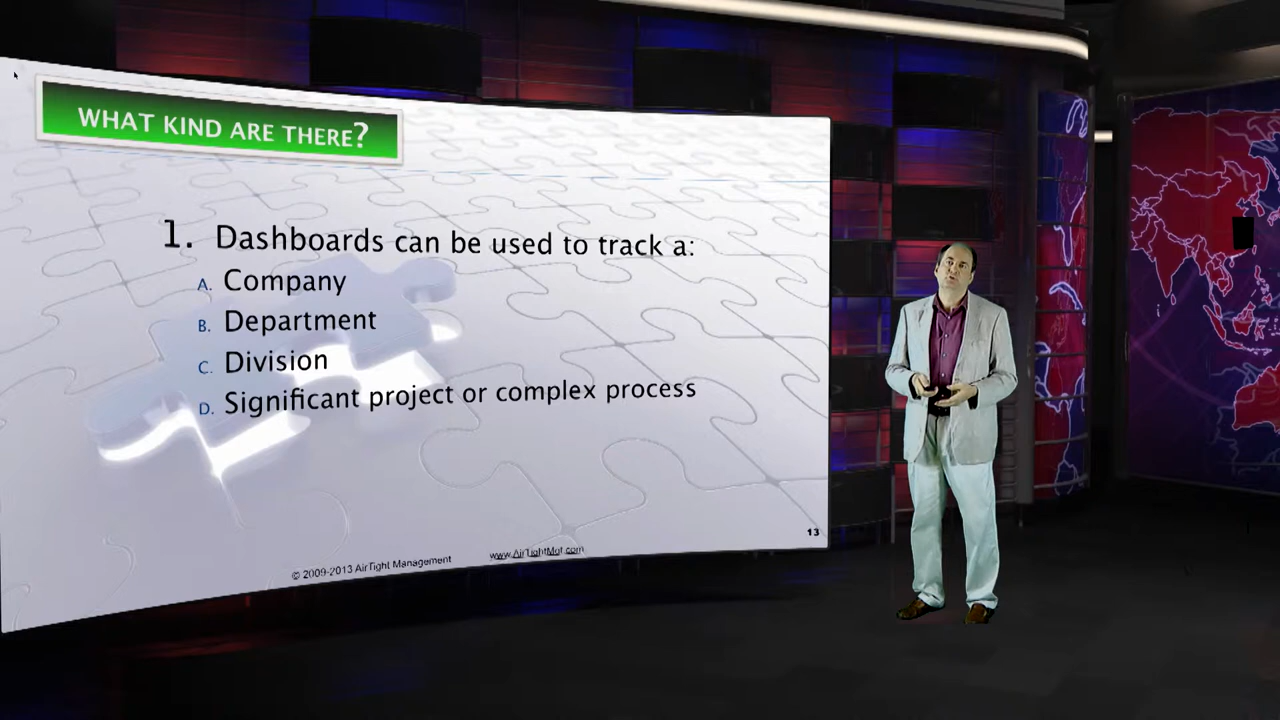 WHAT KIND ARE THERE?
1. Dashboards can be used to track a:
A. Company
B. Department
C. Division
D. Significant project or complex process
13
© 2009-2013 AirTight Management www.AirTightMgt.com